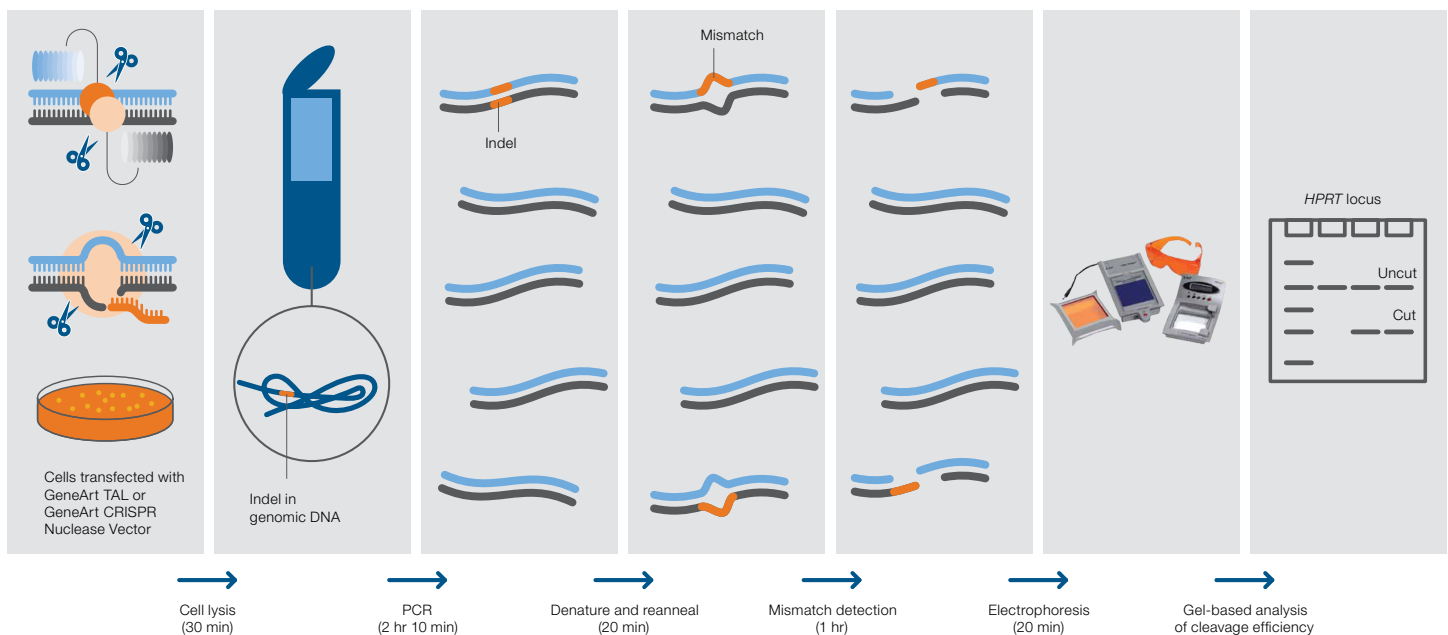 Cells transfected with
GeneArt TAL or
GeneArt CRISPR
Nuclease Vector
Indel in
genomic DNA
Indel
Mismatch
HPRT locus
Uncut
Cut
Cell lysis
(30 min)
PCR
(2 hr 10 min)
Denature and reanneal
(20 min)
Mismatch detection
(1 hr)
Electrophoresis
(20 min)
Gel-based analysis
of cleavage efficiency